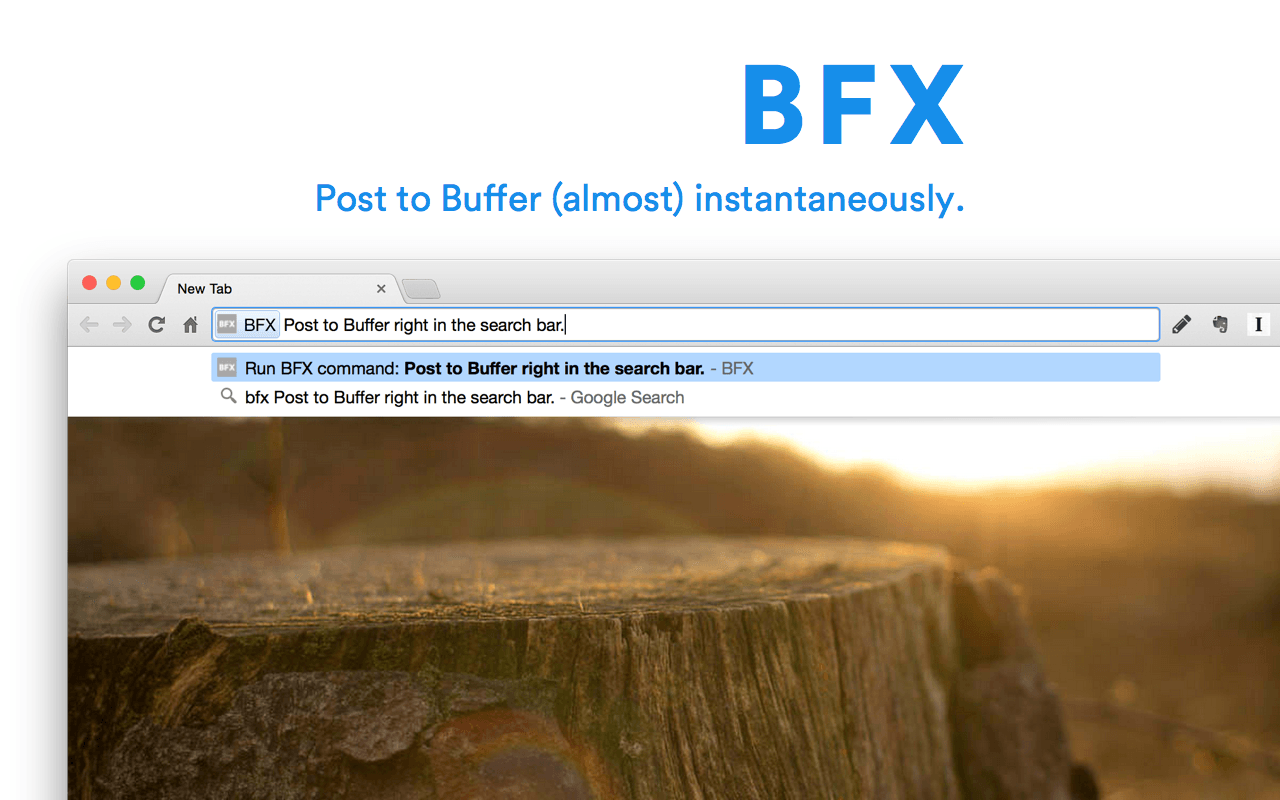 BFX
Post to Buffer (almost) instantaneously.
New Tab
BFX BFX Post to Buffer right in the search bar. I
BFX Run BFX command: Post to Buffer right in the search bar. - BFX
bfx Post to Buffer right in the search bar. - Google Search